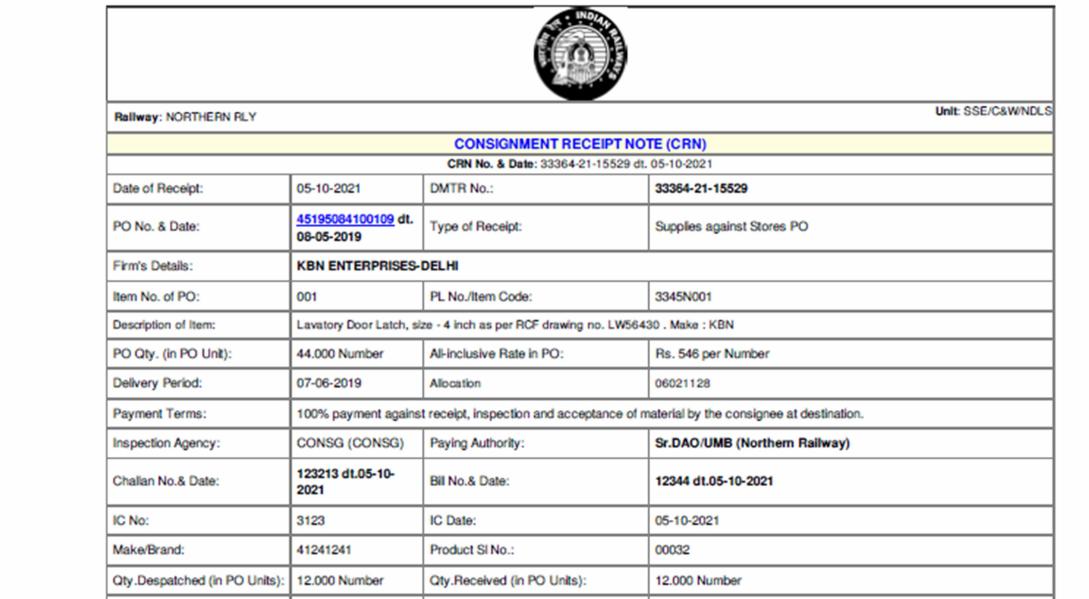 INDIAN RAILWAYS
Railway: NORTHERN RLY Unit: SSE/C&W/NDLS
CONSIGNMENT RECEIPT NOTE (CRN)
CRN No. & Date: 33364-21-15529 dt. 05-10-2021
Date of Receipt: 05-10-2021 DMTR No.: 33364-21-15529
PO No. & Date: 45195084100109 dt.
08-05-2019 Type of Receipt: Supplies against Stores PO
Firm's Details: KBN ENTERPRISES-DELHI
Item No. of PO: 001 PL No./Item Code: 3345N001
Description of Item: Lavatory Door Latch, size - 4 inch as per RCF drawing no. LW56430 . Make : KBN
PO Qty. (in PO Unit): 44.000 Number All-inclusive Rate in PO: Rs. 546 per Number
Delivery Period: 07-06-2019 Allocation 06021128
Payment Terms: 100% payment against receipt, inspection and acceptance of material by the consignee at destination.
Inspection Agency: CONSG (CONSG) Paying Authority: Sr.DAO/UMB (Northern Railway)
Challan No.& Date: 123213 dt.05-10-
2021 Bill No.& Date: 12344 dt.05-10-2021
IC No: 3123 IC Date: 05-10-2021
Make/Brand: 41241241 Product Sl No.: 00032
Qty.Despatched (in PO Units): 12.000 Number Qty.Received (in PO Units): 12.000 Number